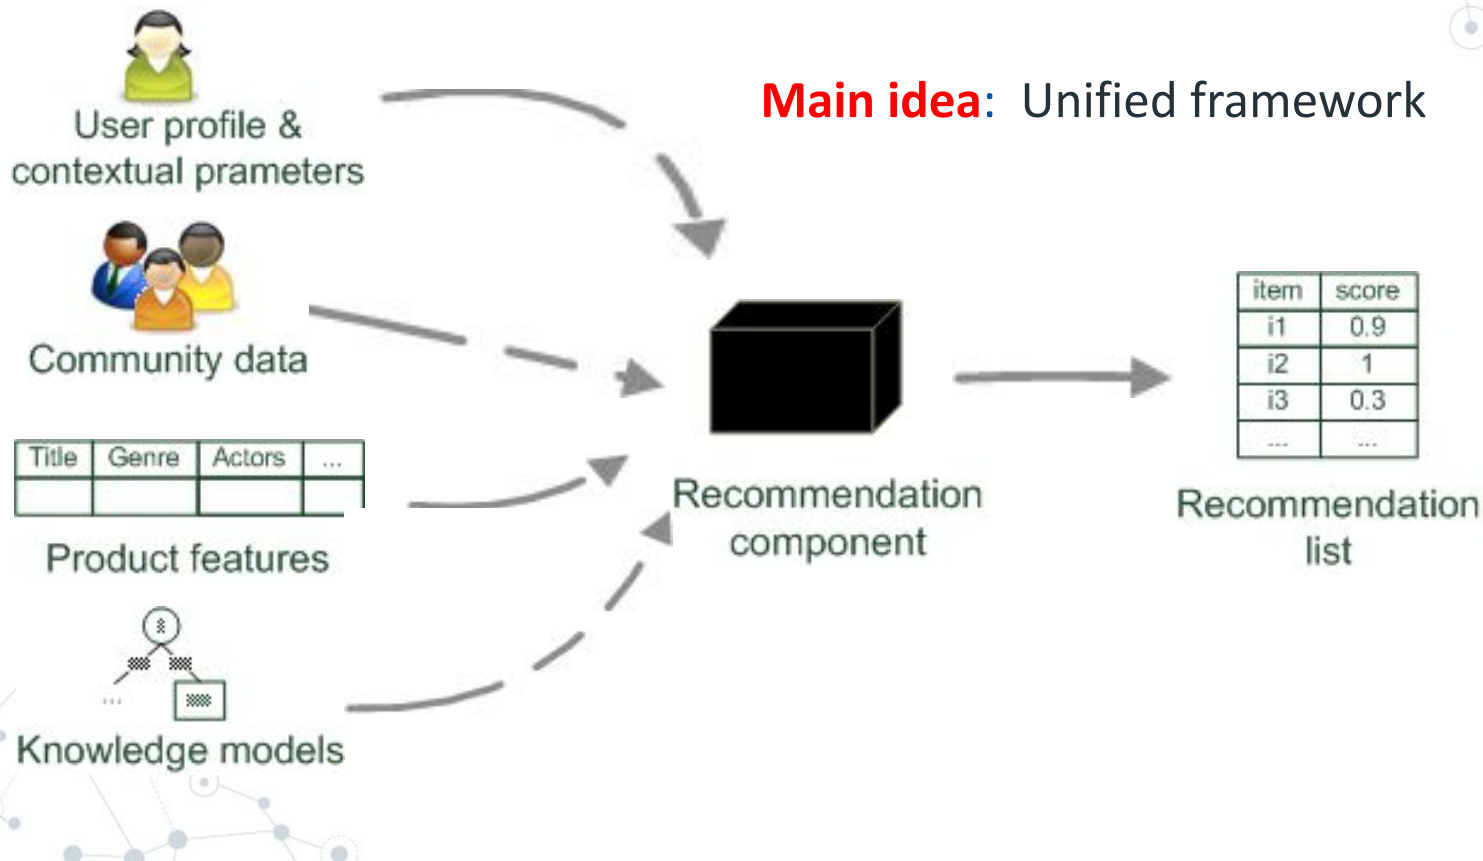 Main idea: Unified framework
User profile &
contextual prameters
Community data
Title Genre Actors ...
Product features
...
Knowledge models
Recommendation
component
item score
i1 0.9
i2 1
i3 0.3
... ...
Recommendation
list